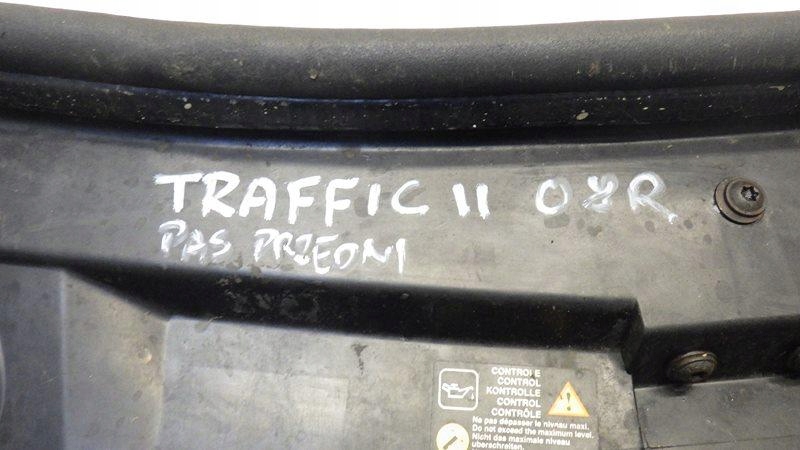 TRAFFIC II 08R
PAS PRZEDNI
CONTROLE
CONTROL
KONTROLLE
CONTROL
CONTRÔLE
Ne pas dépasser le niveau maxi.
Do not exceed the maximum level.
Nicht das maximale niveau
überschreiten.